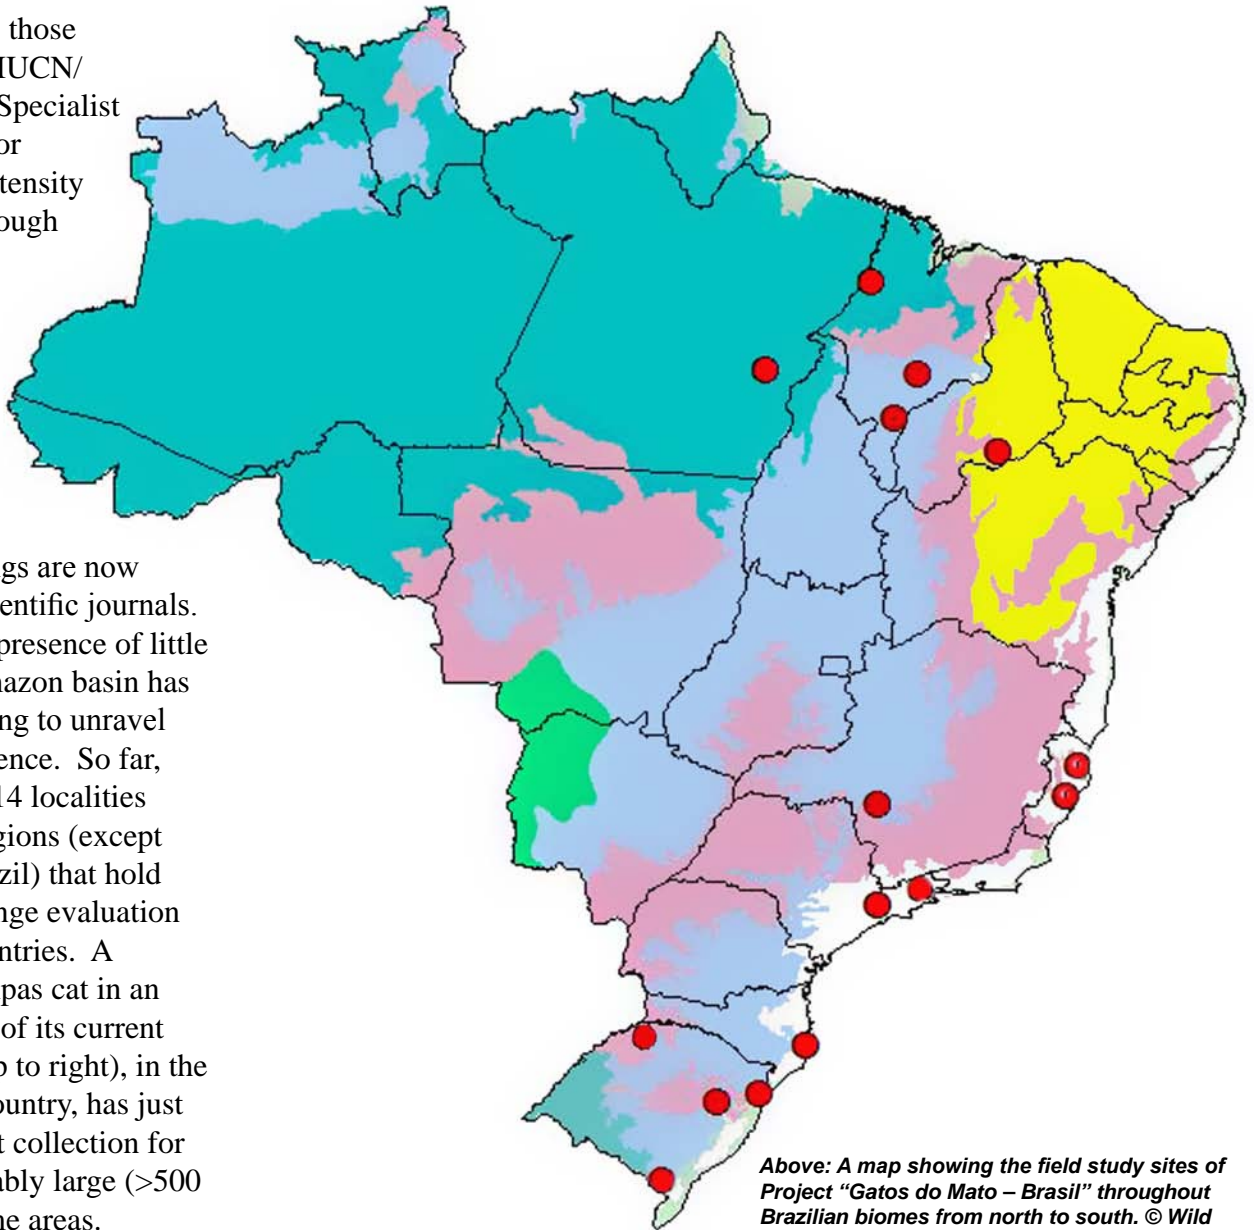 those
IUCN/
Specialist
or
tensity
ough
gs are now
entific journals.
presence of little
nazon basin has
ng to unravel
ence.  So far,
14 localities
gions (except
zil) that hold
nge evaluation
ntries.  A
pas cat in an
of its current
p to right), in the
ountry, has just
t collection for
ably large (>500
ne areas.
Above: A map showing the field study sites of
Project “Gatos do Mato – Brasil” throughout
Brazilian biomes from north to south. © Wild